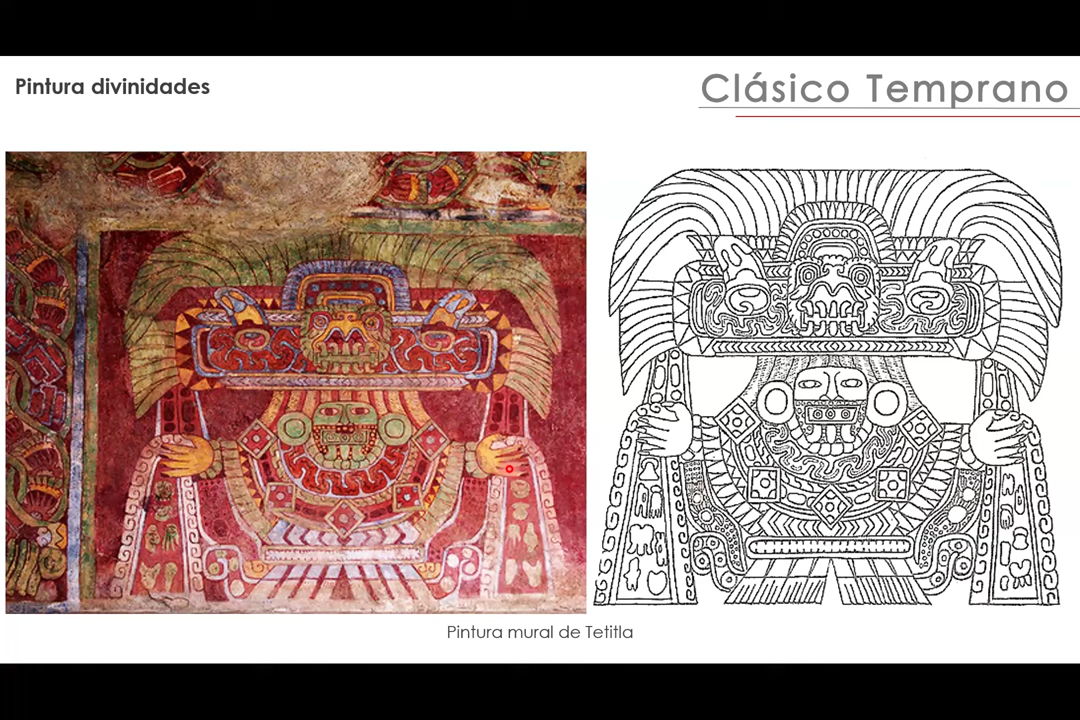 Pintura divinidades
Clásico Temprano
Pintura mural de Tetitla